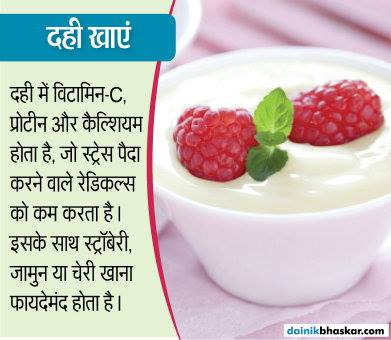 दही खाएं
दही में विटामिन-C,
प्रोटीन और कैल्शियम
होता है, जो स्ट्रेस पैदा
करने वाले रेडिकल्स
को कम करता है।
इसके साथ स्ट्रॉबेरी,
जामुन या चेरी खाना
फायदेमंद होता है।
dainikbhaskar.com